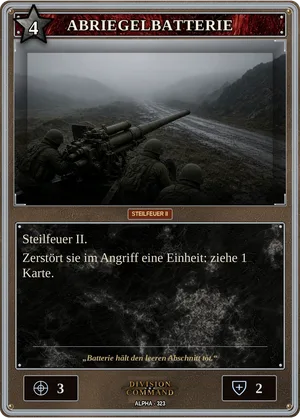 4
ABRIEGELBATTERIE
STEILFEUER II
Steilfeuer II.
Zerstört sie im Angriff eine Einheit: ziehe 1
Karte.
„Batterie hält den leeren Abschnitt tot.“
3
DIVISION
COMMAND
ALPHA 323
2